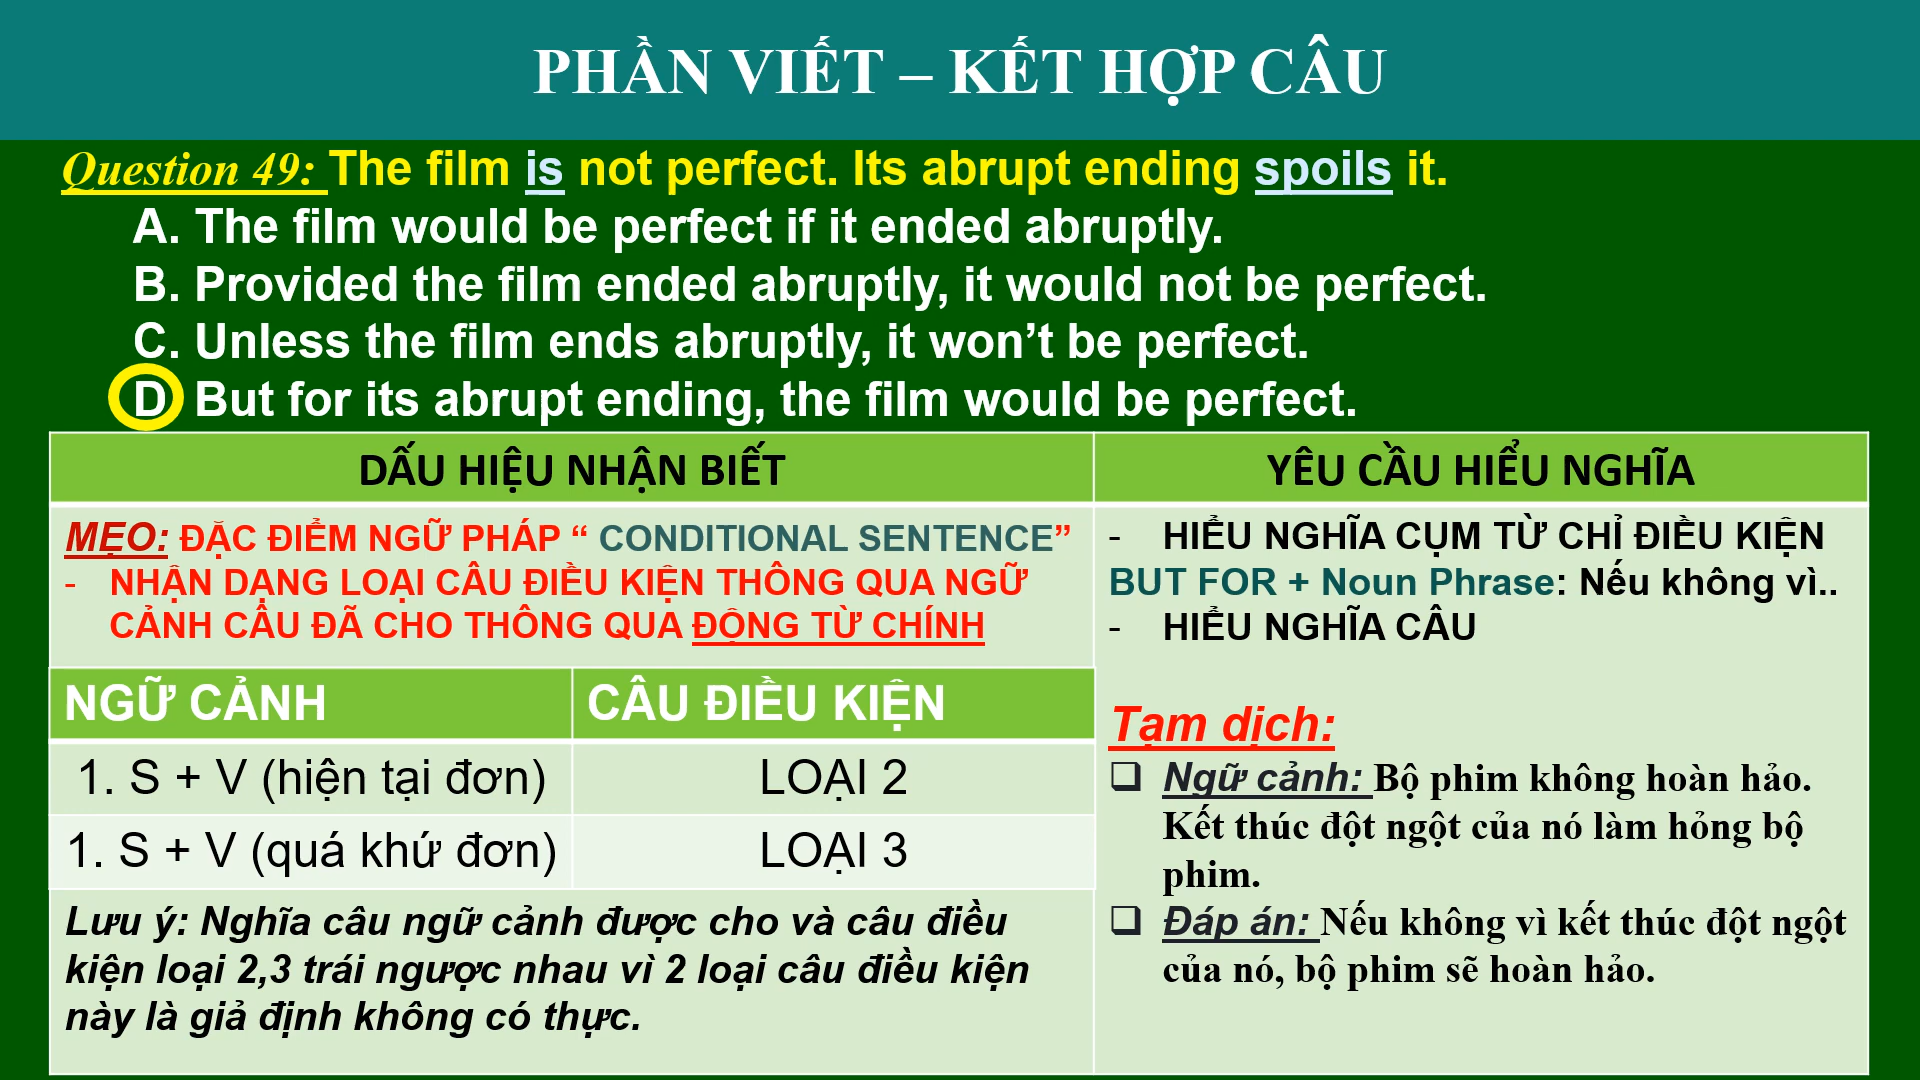 PHẦN VIẾT – KẾT HỢP CÂU
Question 49: The film is not perfect. Its abrupt ending spoils it.
A. The film would be perfect if it ended abruptly.
B. Provided the film ended abruptly, it would not be perfect.
C. Unless the film ends abruptly, it won’t be perfect.
D But for its abrupt ending, the film would be perfect.
DẤU HIỆU NHẬN BIẾT
MẸO: ĐẶC ĐIỂM NGỮ PHÁP “ CONDITIONAL SENTENCE”
- NHẬN DẠNG LOẠI CÂU ĐIỀU KIỆN THÔNG QUA NGỮ
CẢNH CÂU ĐÃ CHO THÔNG QUA ĐỘNG TỪ CHÍNH
NGỮ CẢNH CÂU ĐIỀU KIỆN
1. S + V (hiện tại đơn) LOẠI 2
1. S + V (quá khứ đơn) LOẠI 3
Lưu ý: Nghĩa câu ngữ cảnh được cho và câu điều
kiện loại 2,3 trái ngược nhau vì 2 loại câu điều kiện
này là giả định không có thực.
YÊU CẦU HIỂU NGHĨA
- HIỂU NGHĨA CỤM TỪ CHỈ ĐIỀU KIỆN
BUT FOR + Noun Phrase: Nếu không vì..
- HIỂU NGHĨA CÂU
Tạm dịch:
❑ Ngữ cảnh: Bộ phim không hoàn hảo.
Kết thúc đột ngột của nó làm hỏng bộ
phim.
❑ Đáp án: Nếu không vì kết thúc đột ngột
của nó, bộ phim sẽ hoàn hảo.